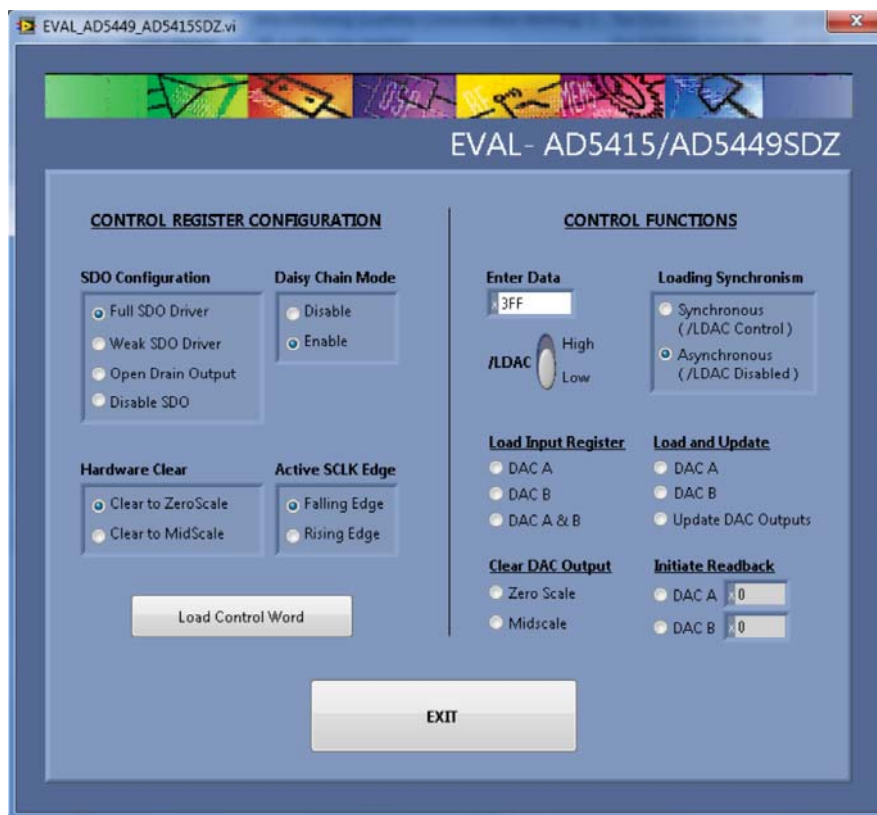 EVAL_AD5449_AD5415SDZ.vi
EVAL- AD5415/AD5449SDZ
CONTROL REGISTER CONFIGURATION
SDO Configuration
Full SDO Driver
Weak SDO Driver
Open Drain Output
Disable SDO
Daisy Chain Mode
Disable
Enable
Hardware Clear
Clear to ZeroScale
Clear to MidScale
Active SCLK Edge
Falling Edge
Rising Edge
Load Control Word
CONTROL FUNCTIONS
Enter Data
x 3FF
/LDAC
High
Low
Loading Synchronism
Synchronous
( /LDAC Control )
Asynchronous
( /LDAC Disabled )
Load Input Register
DAC A
DAC B
DAC A & B
Load and Update
DAC A
DAC B
Update DAC Outputs
Clear DAC Output
Zero Scale
Midscale
Initiate Readback
DAC A x 0
DAC B x 0
EXIT
DSP
RF
MEMS